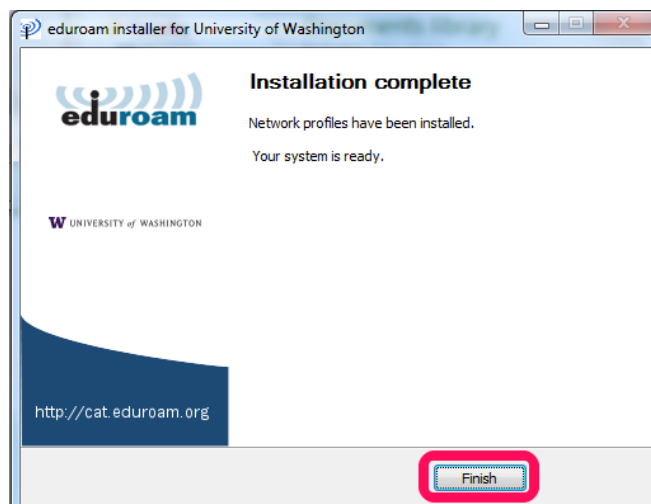 eduroam installer for University of Washington
eduroam
Installation complete
Network profiles have been installed.
Your system is ready.
W UNIVERSITY of WASHINGTON
http://cat.eduroam.org
Finish